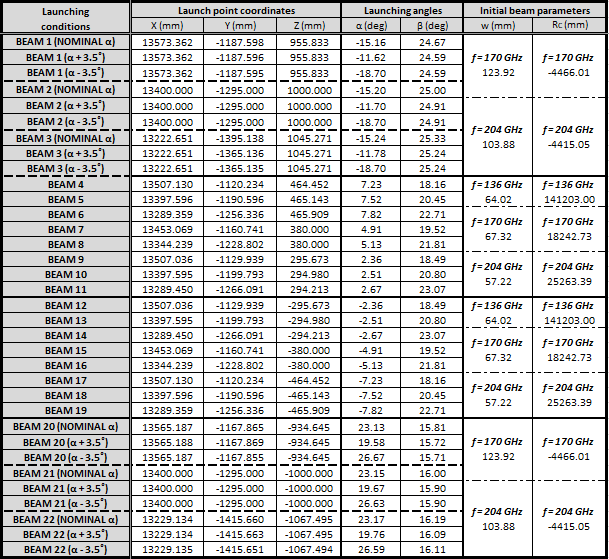 Launching conditions Launch point coordinates Launching angles Initial beam parameters
X (mm) Y (mm) Z (mm) α (deg) β (deg) w (mm) Rc (mm)
BEAM 1 (NOMINAL α) 13573.362 -1187.598 955.833 -15.16 24.67
BEAM 1 (α + 3.5˚) 13573.362 -1187.596 955.833 -11.62 24.59 f = 170 GHz f = 170 GHz
BEAM 1 (α - 3.5˚) 13573.362 -1187.595 955.833 -18.70 24.59 123.92 -4466.01
BEAM 2 (NOMINAL α) 13400.000 -1295.000 1000.000 -15.20 25.00
BEAM 2 (α + 3.5˚) 13400.000 -1295.000 1000.000 -11.70 24.91
BEAM 2 (α - 3.5˚) 13400.000 -1295.000 1000.000 -18.70 24.91 f = 204 GHz f = 204 GHz
BEAM 3 (NOMINAL α) 13222.651 -1395.138 1045.271 -15.24 25.33 103.88 -4415.05
BEAM 3 (α + 3.5˚) 13222.651 -1365.136 1045.271 -11.78 25.24
BEAM 3 (α - 3.5˚) 13222.651 -1365.135 1045.271 -18.70 25.24
BEAM 4 13507.130 -1120.234 464.452 7.23 18.16 f = 136 GHz f = 136 GHz
BEAM 5 13397.596 -1190.596 465.143 7.52 20.45 64.02 141203.00
BEAM 6 13289.359 -1256.336 465.909 7.82 22.71 f = 170 GHz f = 170 GHz
BEAM 7 13453.069 -1160.741 380.000 4.91 19.52 67.32 18242.73
BEAM 8 13344.239 -1228.802 380.000 5.13 21.81
BEAM 9 13507.036 -1129.939 295.673 2.36 18.49 f = 204 GHz f = 204 GHz
BEAM 10 13397.595 -1199.793 294.980 2.51 20.80 57.22 25263.39
BEAM 11 13289.450 -1266.091 294.213 2.67 23.07
BEAM 12 13507.036 -1129.939 -295.673 -2.36 18.49 f = 136 GHz f = 136 GHz
BEAM 13 13397.595 -1199.793 -294.980 -2.51 20.80 64.02 141203.00
BEAM 14 13289.450 -1266.091 -294.213 -2.67 23.07 f = 170 GHz f = 170 GHz
BEAM 15 13453.069 -1160.741 -380.000 -4.91 19.52 67.32 18242.73
BEAM 16 13344.239 -1228.802 -380.000 -5.13 21.81
BEAM 17 13507.130 -1120.234 -464.452 -7.23 18.16 f = 204 GHz f = 204 GHz
BEAM 18 13397.596 -1190.596 -465.143 -7.52 20.45 57.22 25263.39
BEAM 19 13289.359 -1256.336 -465.909 -7.82 22.71
BEAM 20 (NOMINAL α) 13565.187 -1167.865 -934.645 23.13 15.81
BEAM 20 (α + 3.5˚) 13565.188 -1167.869 -934.645 19.58 15.72 f = 170 GHz f = 170 GHz
BEAM 20 (α - 3.5˚) 13565.187 -1167.855 -934.645 26.67 15.71 123.92 -4466.01
BEAM 21 (NOMINAL α) 13400.000 -1295.000 -1000.000 23.15 16.00
BEAM 21 (α + 3.5˚) 13400.000 -1295.000 -1000.000 19.67 15.90
BEAM 21 (α - 3.5˚) 13400.000 -1295.000 -1000.000 26.63 15.90 f = 204 GHz f = 204 GHz
BEAM 22 (NOMINAL α) 13229.134 -1415.660 -1067.495 23.17 16.19 103.88 -4415.05
BEAM 22 (α + 3.5˚) 13229.134 -1415.663 -1067.495 19.76 16.09
BEAM 22 (α - 3.5˚) 13229.135 -1415.651 -1067.494 26.59 16.11